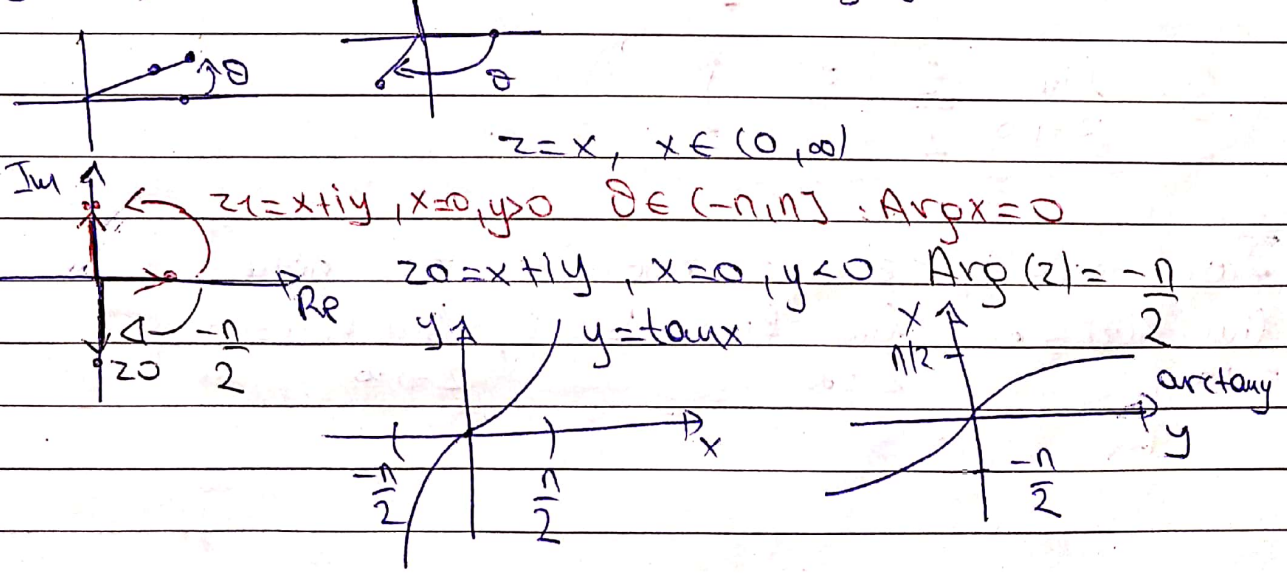 θ
θ
z=x, x∈(0,∞)
Im
z1=x+iy, x=0, y>0 θ∈(-π,π] : Argx=0
z0=x+iy, x=0, y<0 Arg(z)=-π/2
Re
z0 -π/2
y y=tanx
x
-π/2 π/2
x
π/2
arctany
y
-π/2